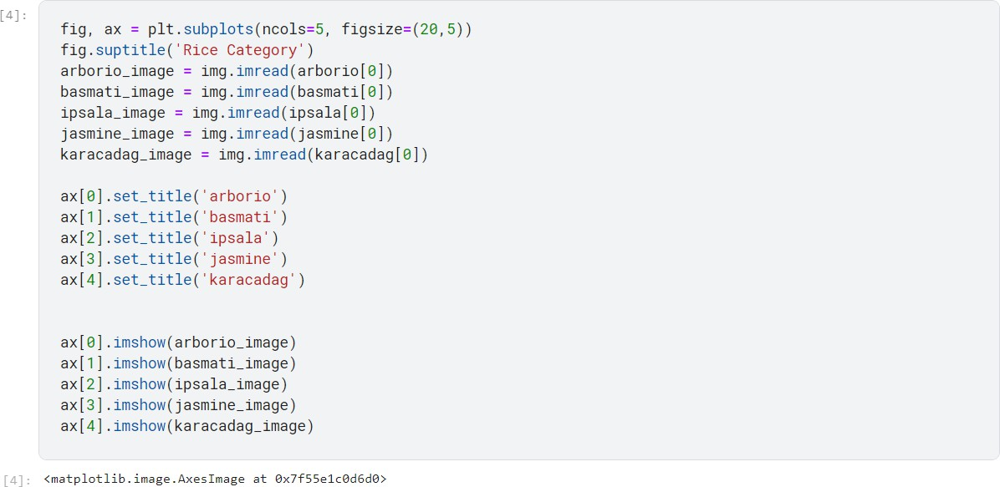 [4]:
fig, ax = plt.subplots(ncols=5, figsize=(20,5))
fig.suptitle('Rice Category')
arborio_image = img.imread(arborio[0])
basmati_image = img.imread(basmati[0])
ipsala_image = img.imread(ipsala[0])
jasmine_image = img.imread(jasmine[0])
karacadag_image = img.imread(karacadag[0])

ax[0].set_title('arborio')
ax[1].set_title('basmati')
ax[2].set_title('ipsala')
ax[3].set_title('jasmine')
ax[4].set_title('karacadag')

ax[0].imshow(arborio_image)
ax[1].imshow(basmati_image)
ax[2].imshow(ipsala_image)
ax[3].imshow(jasmine_image)
ax[4].imshow(karacadag_image)

[4]: <matplotlib.image.AxesImage at 0x7f55e1c0d6d0>